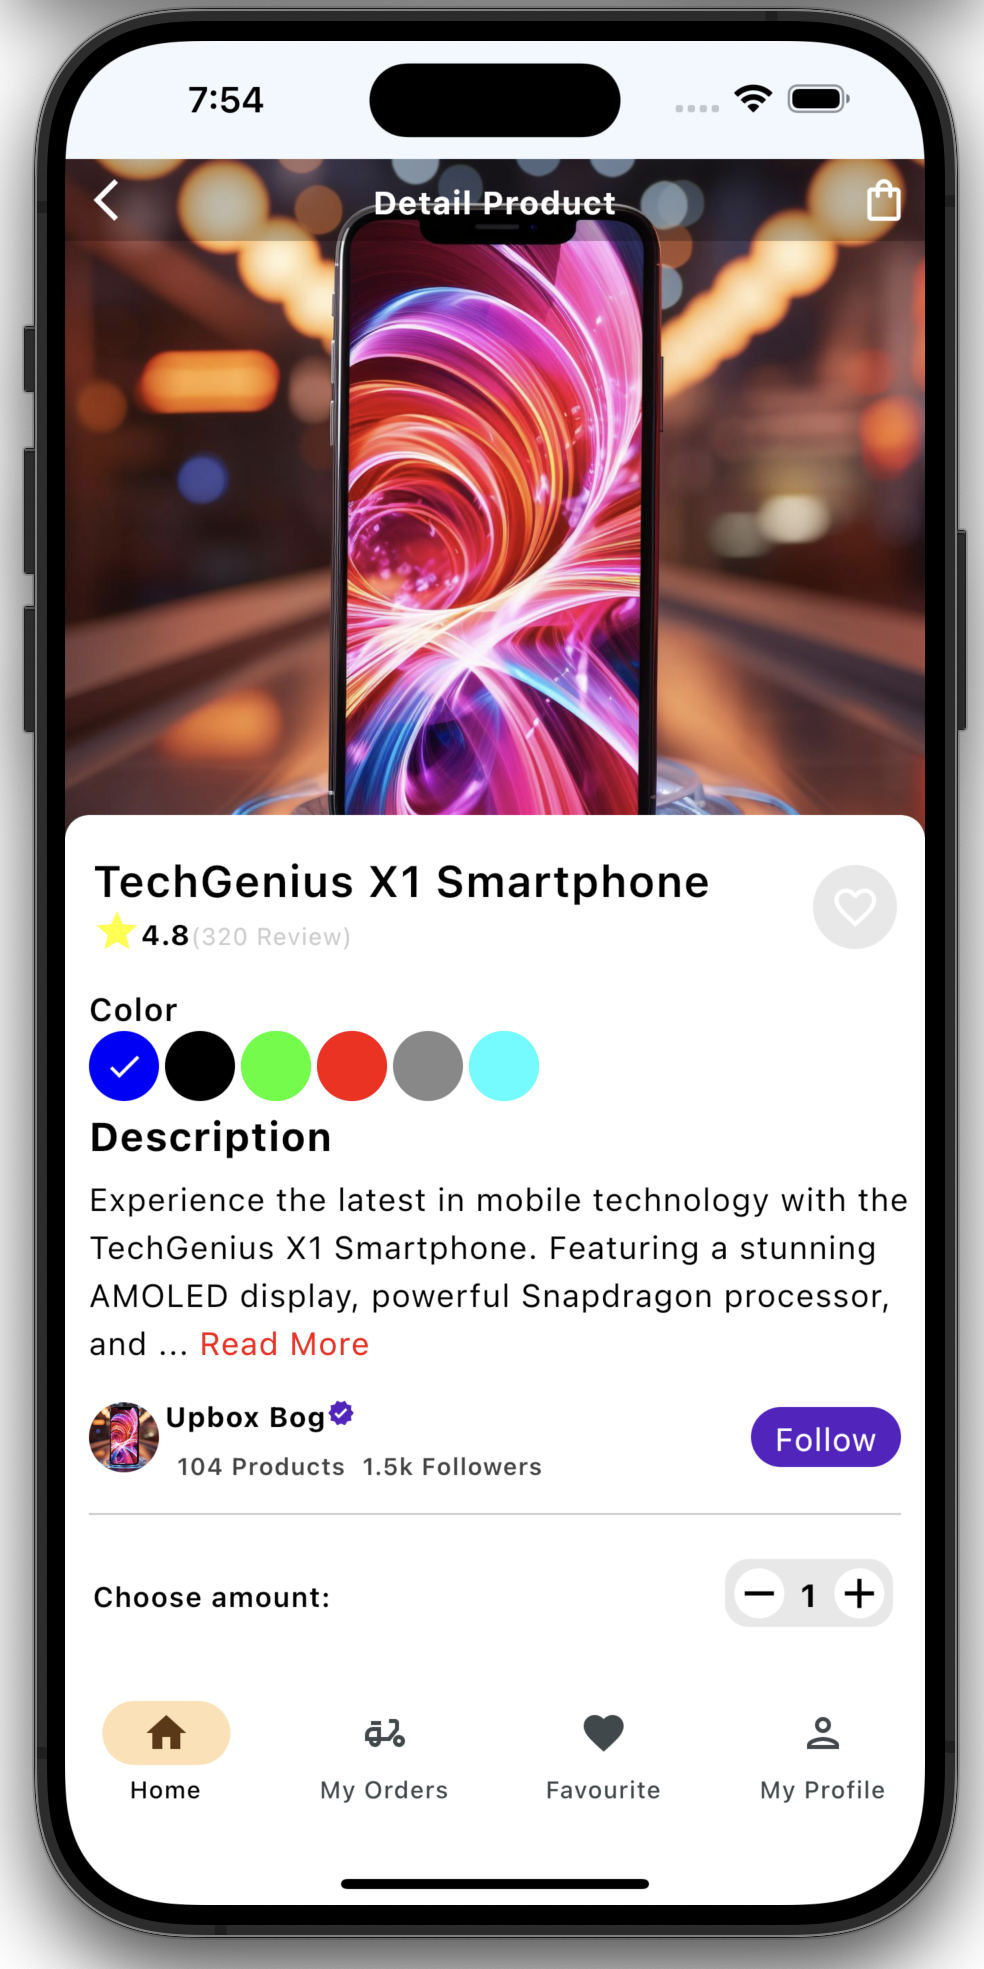 7:54
Detail Product
TechGenius X1 Smartphone
4.8(320 Review)
Color
Description
Experience the latest in mobile technology with the
TechGenius X1 Smartphone. Featuring a stunning
AMOLED display, powerful Snapdragon processor,
and ... Read More
Upbox Bog
Follow
104 Products 1.5k Followers
Choose amount:
1
Home
My Orders
Favourite
My Profile